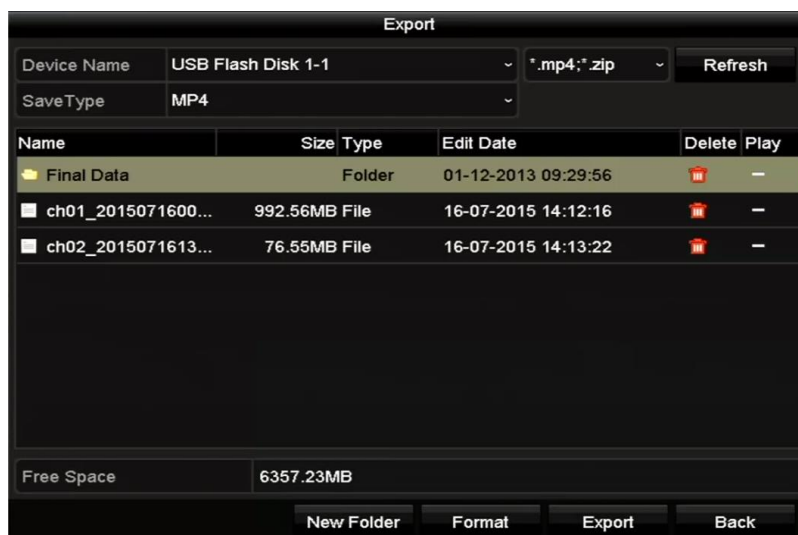 Export
Device Name USB Flash Disk 1-1 *.mp4;*.zip Refresh
SaveType MP4
Name Size Type Edit Date Delete Play
Final Data Folder 01-12-2013 09:29:56 –
ch01_2015071600... 992.56MB File 16-07-2015 14:12:16 –
ch02_2015071613... 76.55MB File 16-07-2015 14:13:22 –
Free Space 6357.23MB
New Folder Format Export Back